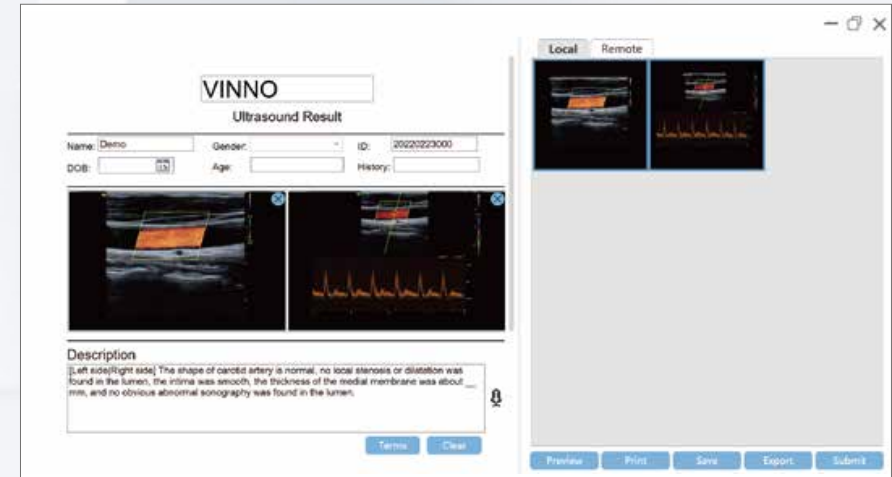 Local Remote
VINNO
Ultrasound Result
Name: Demo Gender: ID: 20220223000
DOB: 15 Age: History:
Description
[Left side|Right side] The shape of carotid artery is normal, no local stenosis or dilatation was
found in the lumen, the intima was smooth, the thickness of the medial membrane was about __
mm, and no obvious abnormal sonography was found in the lumen.
Terms Clear
Preview Print Save Export Submit